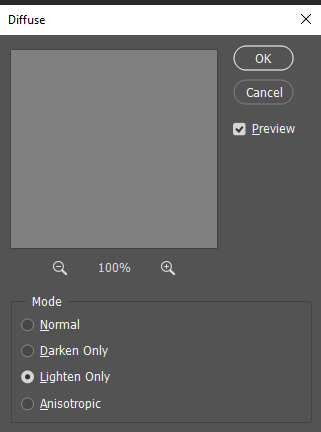 Diffuse
OK
Cancel
Preview
100%
Mode
Normal
Darken Only
Lighten Only
Anisotropic